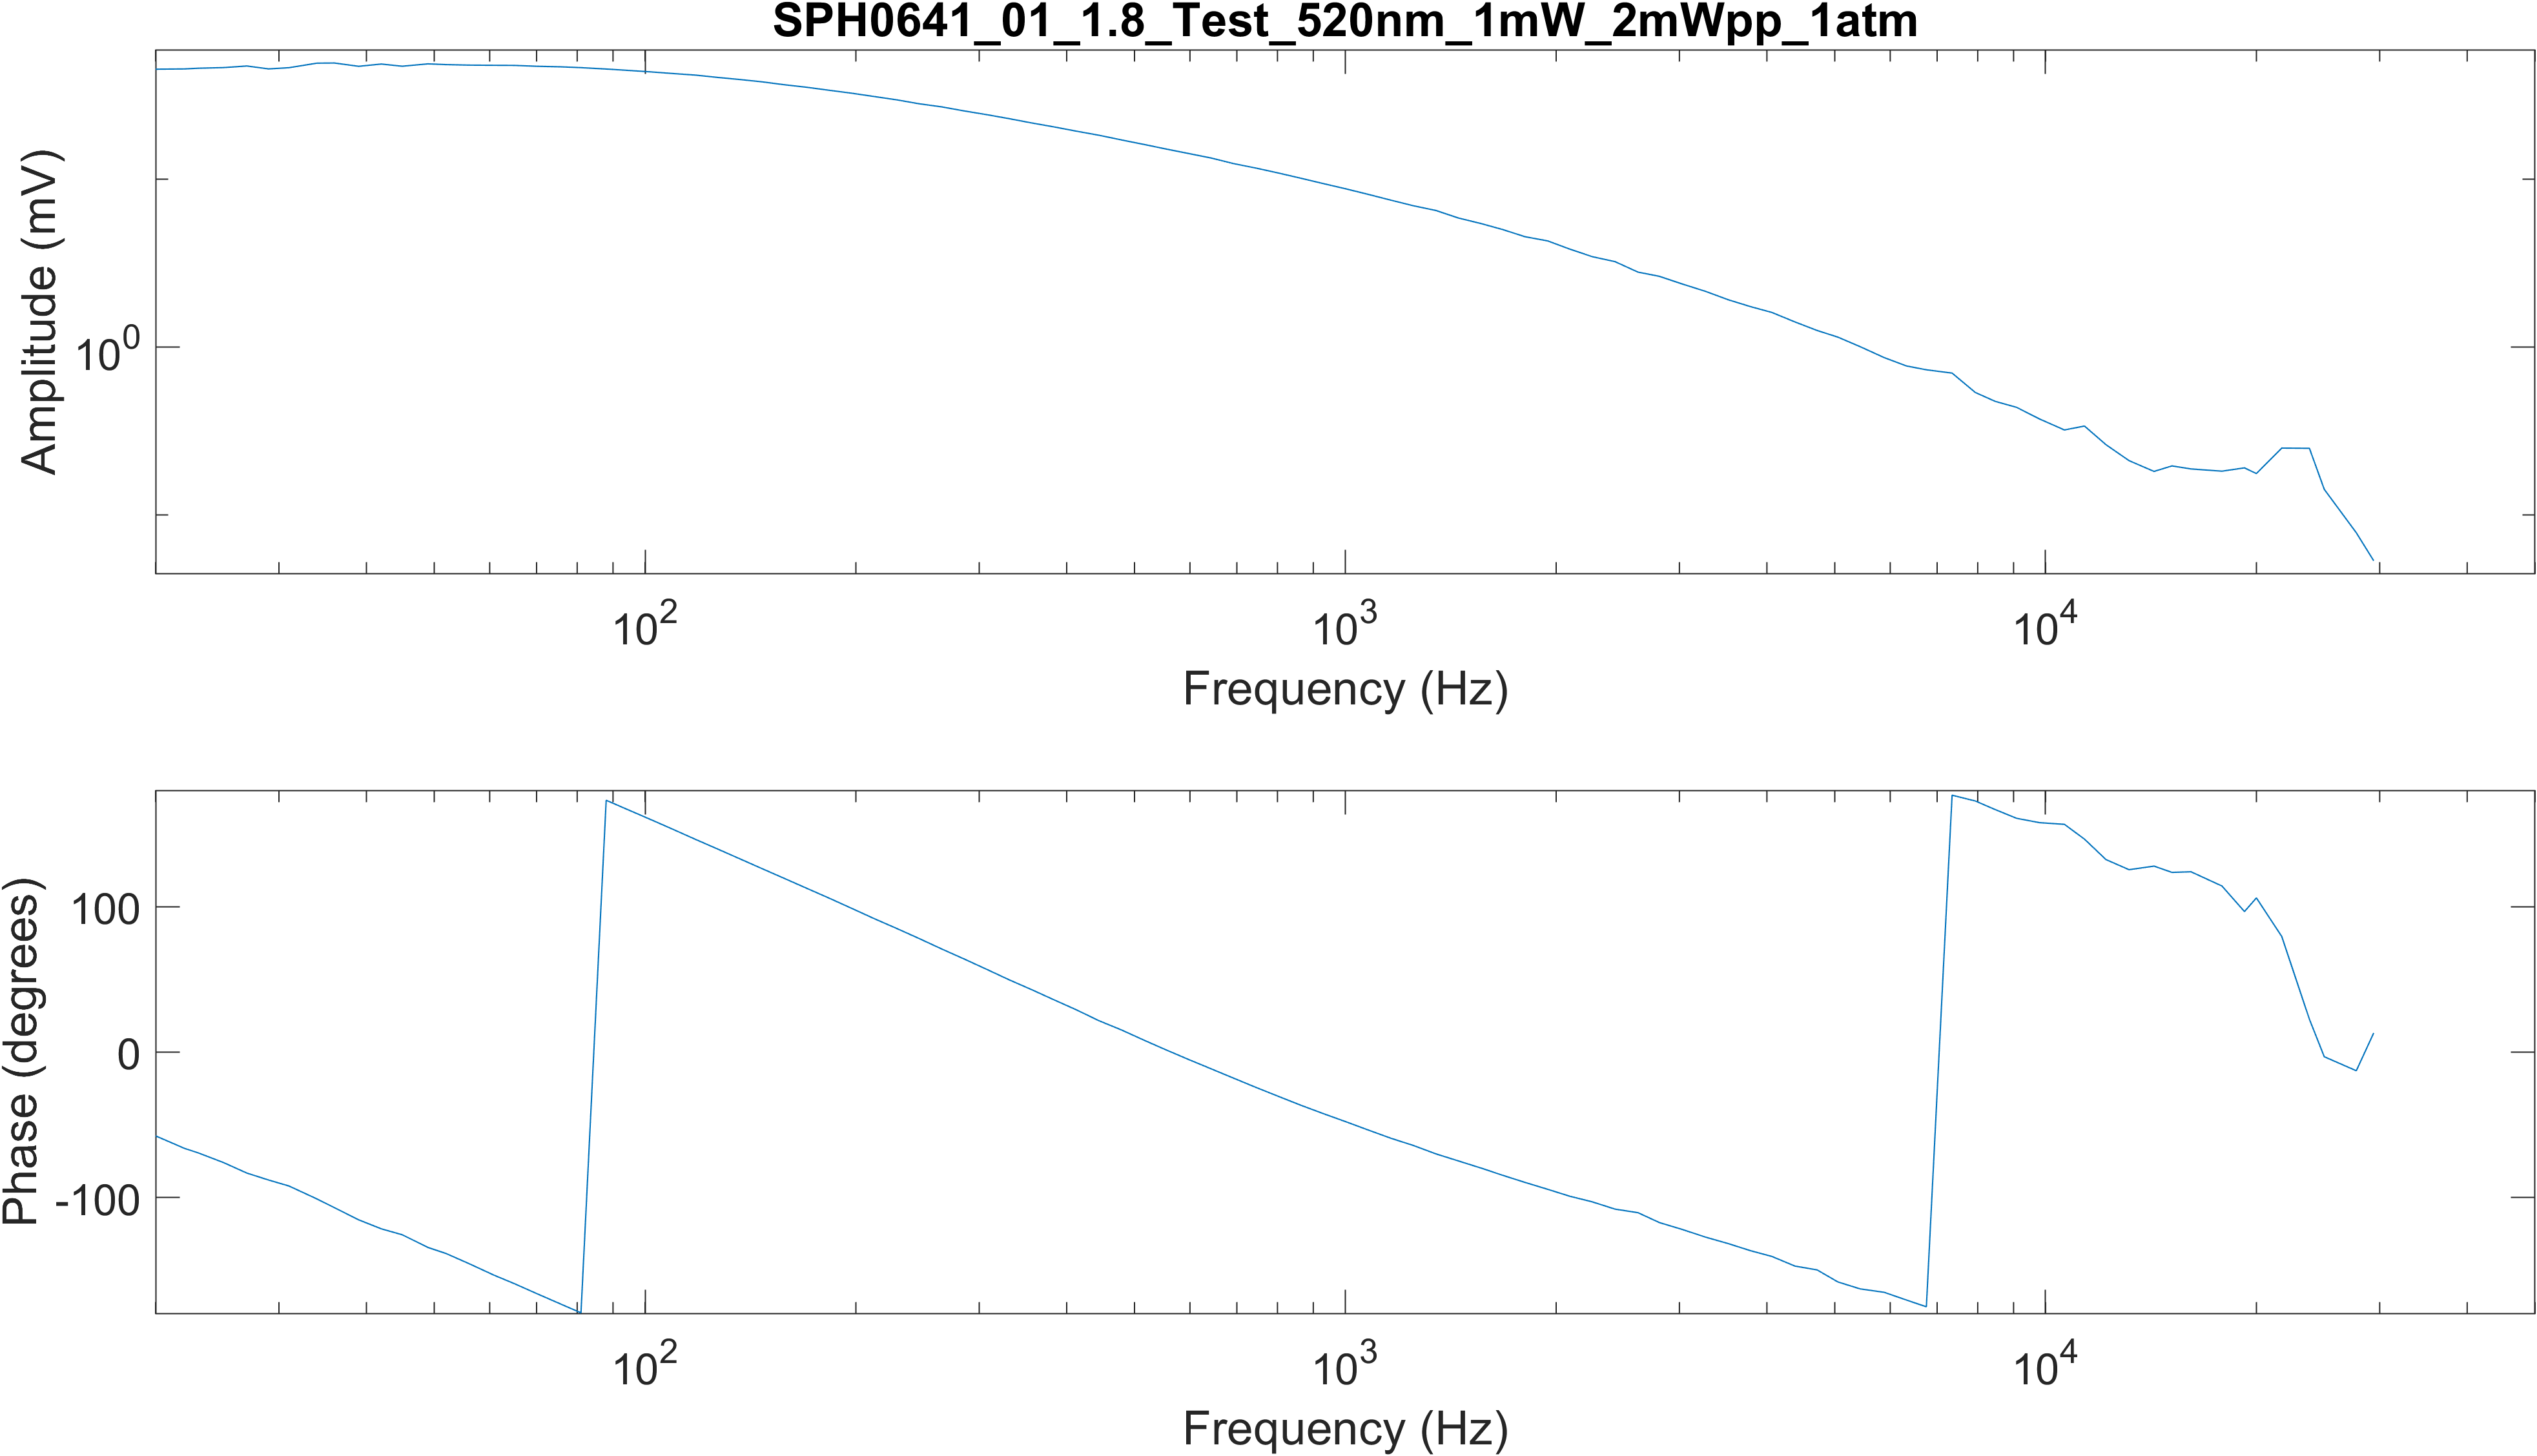 SPH0641_01_1.8_Test_520nm_1mW_2mWpp_1atm
Amplitude (mV)
10^0
10^2 10^3 10^4
Frequency (Hz)
Phase (degrees)
100
0
-100
10^2 10^3 10^4
Frequency (Hz)